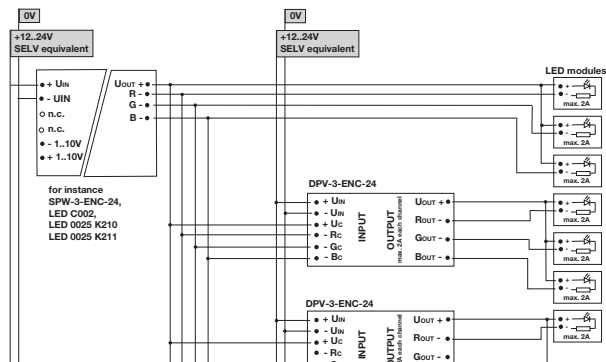 0V
0V
+12..24V
SELV equivalent
+12..24V
SELV equivalent
LED modules
+ UIN
- UIN
n.c.
n.c.
- 1..10V
+ 1..10V
UOUT +
R -
G -
B -
+
-
max. 2A
+
-
max. 2A
+
-
max. 2A
for instance
SPW-3-ENC-24,
LED C002,
LED 0025 K210
LED 0025 K211
DPV-3-ENC-24
+ UIN
- UIN
+ UC
- RC
- GC
- BC
INPUT
OUTPUT
max. 2A each channel
UOUT +
ROUT -
GOUT -
BOUT -
+
-
max. 2A
+
-
max. 2A
+
-
max. 2A
DPV-3-ENC-24
+ UIN
- UIN
+ UC
- RC
INPUT
UOUT +
ROUT -
GOUT -
+
-
max. 2A